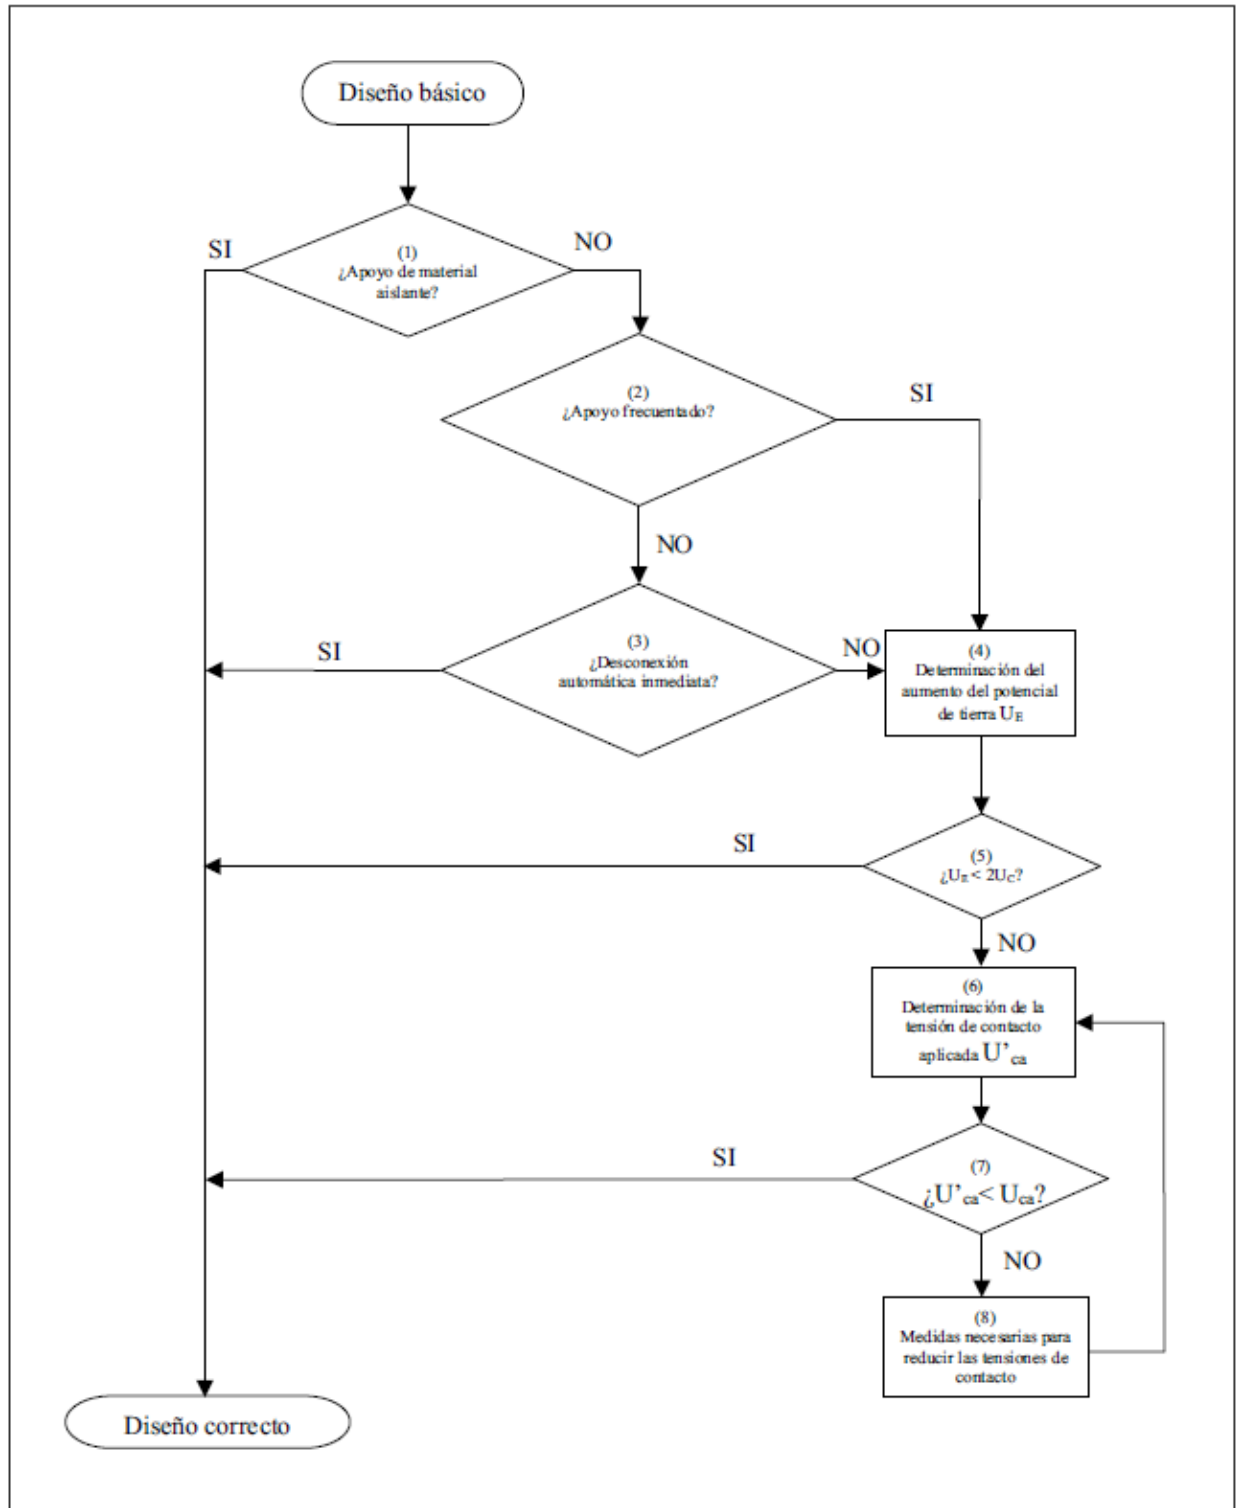 Diseño básico
SI
NO
(1)
¿Apoyo de material
aislante?
(2)
¿Apoyo frecuentado?
SI
NO
SI
(3)
¿Desconexión
automática inmediata?
NO
(4)
Determinación del
aumento del potencial
de tierra UE
SI
(5)
¿UE < 2UC?
NO
(6)
Determinación de la
tensión de contacto
aplicada U'ca
SI
(7)
¿U'ca< Uca?
NO
(8)
Medidas necesarias para
reducir las tensiones de
contacto
Diseño correcto